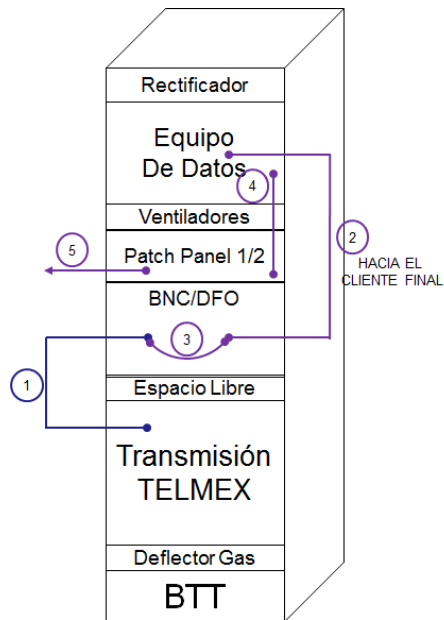 Rectificador
Equipo
De Datos
4
Ventiladores
5
Patch Panel 1/2
2
HACIA EL
CLIENTE FINAL
BNC/DFO
3
1
Espacio Libre
Transmisión
TELMEX
Deflector Gas
BTT